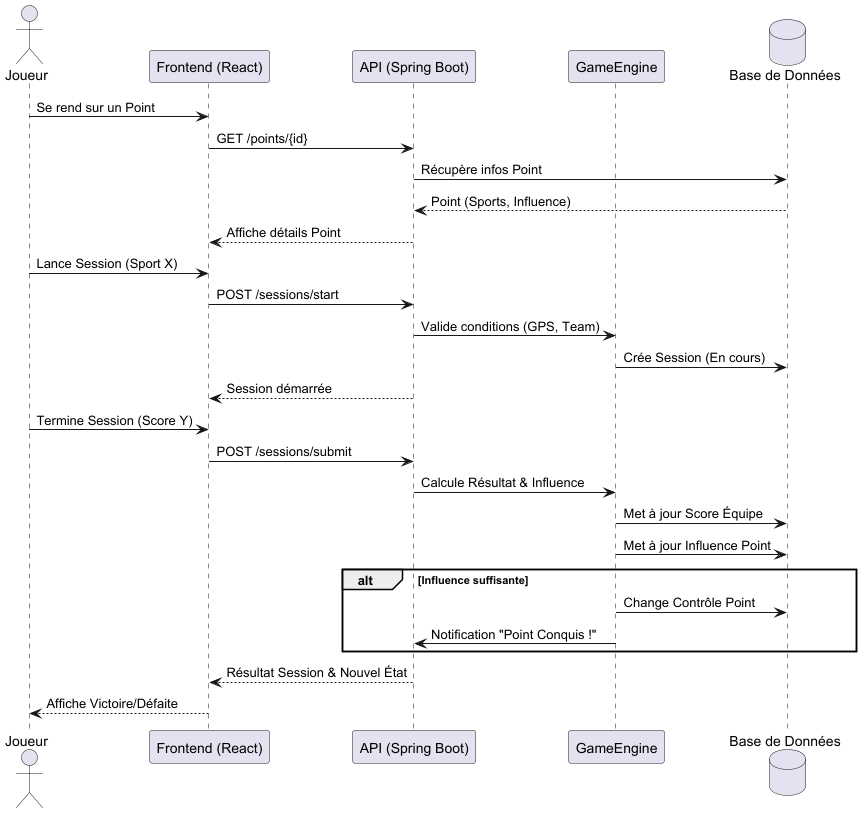 Joueur
Frontend (React)
API (Spring Boot)
GameEngine
Base de Données
Se rend sur un Point
GET /points/{id}
Récupère infos Point
Point (Sports, Influence)
Affiche détails Point
Lance Session (Sport X)
POST /sessions/start
Valide conditions (GPS, Team)
Crée Session (En cours)
Session démarrée
Termine Session (Score Y)
POST /sessions/submit
Calcule Résultat & Influence
Met à jour Score Équipe
Met à jour Influence Point
alt
[Influence suffisante]
Change Contrôle Point
Notification "Point Conquis !"
Résultat Session & Nouvel État
Affiche Victoire/Défaite
Joueur
Frontend (React)
API (Spring Boot)
GameEngine
Base de Données